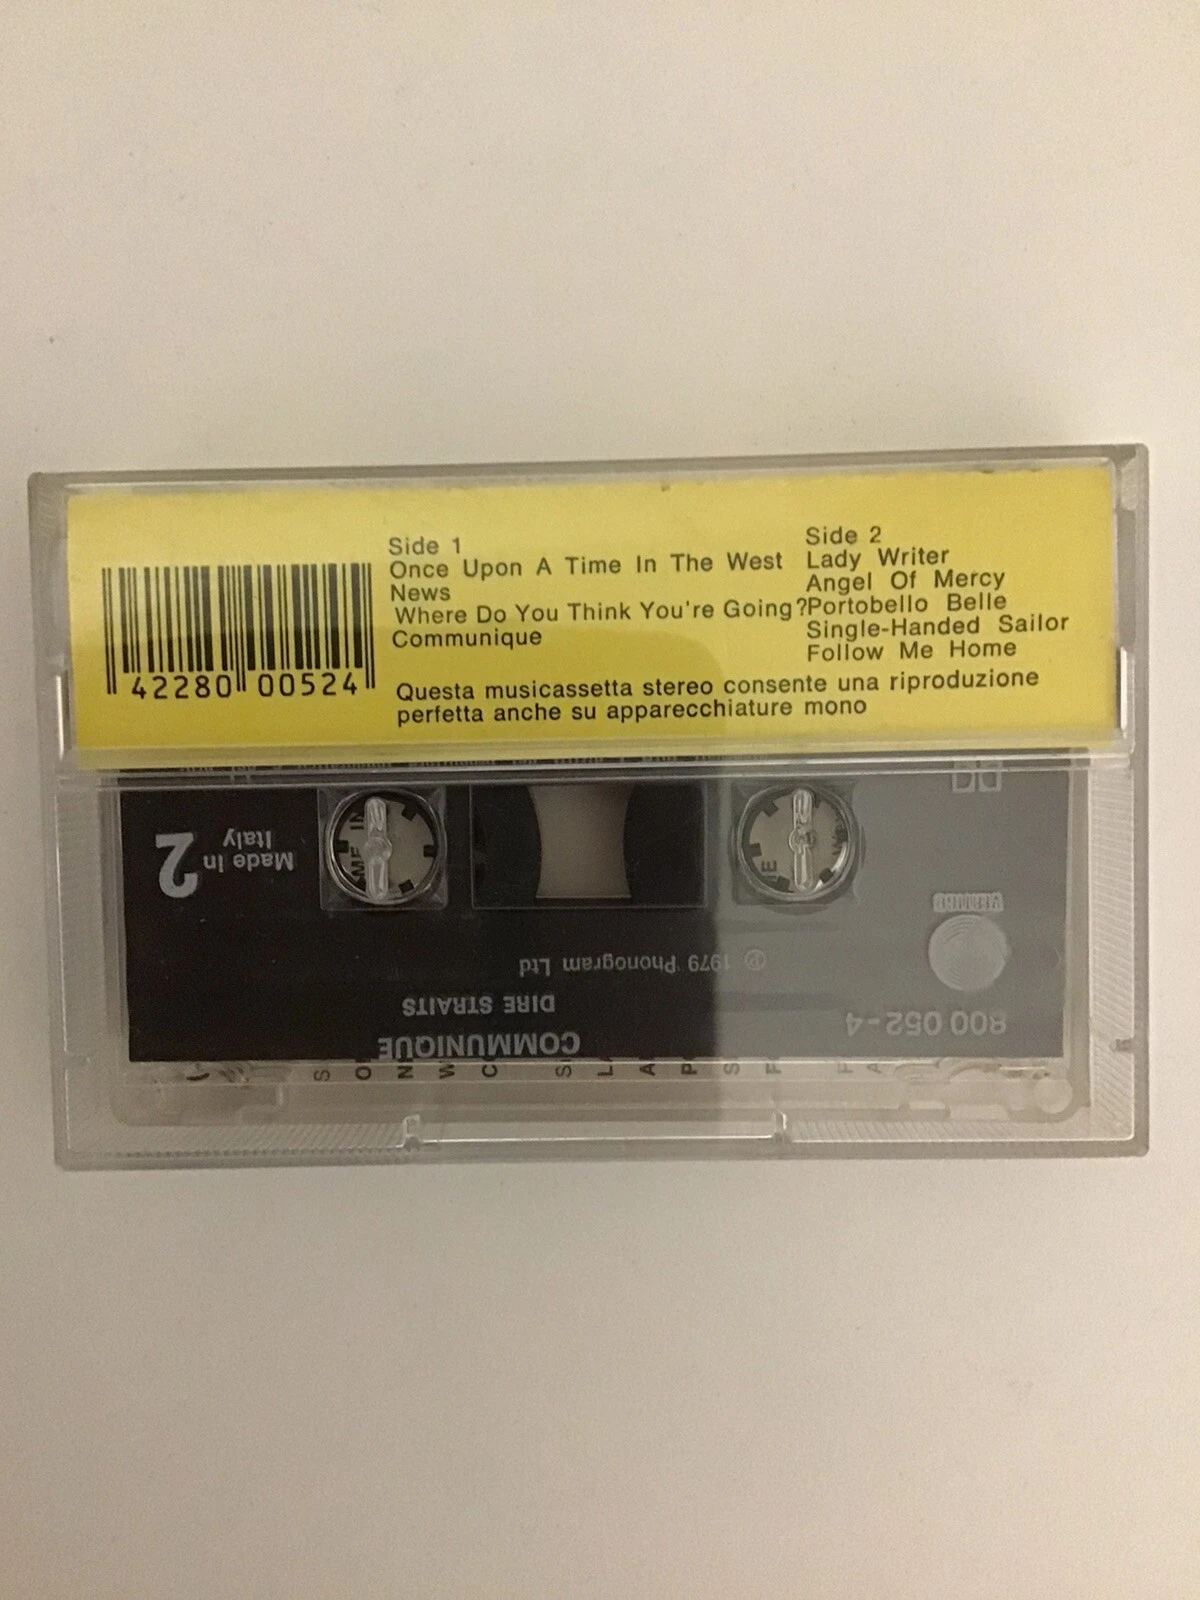 Side 1
Once Upon A Time In The West
News
Where Do You Think You're Going?
Communique
Side 2
Lady Writer
Angel Of Mercy
Portobello Belle
Single-Handed Sailor
Follow Me Home
42280 00524
Questa musicassetta stereo consente una riproduzione
perfetta anche su apparecchiature mono
COMMUNIQUE
DIRE STRAITS
800 052-4
℗ 1979 Phonogram Ltd
VERTIGO
2
Made in
Italy